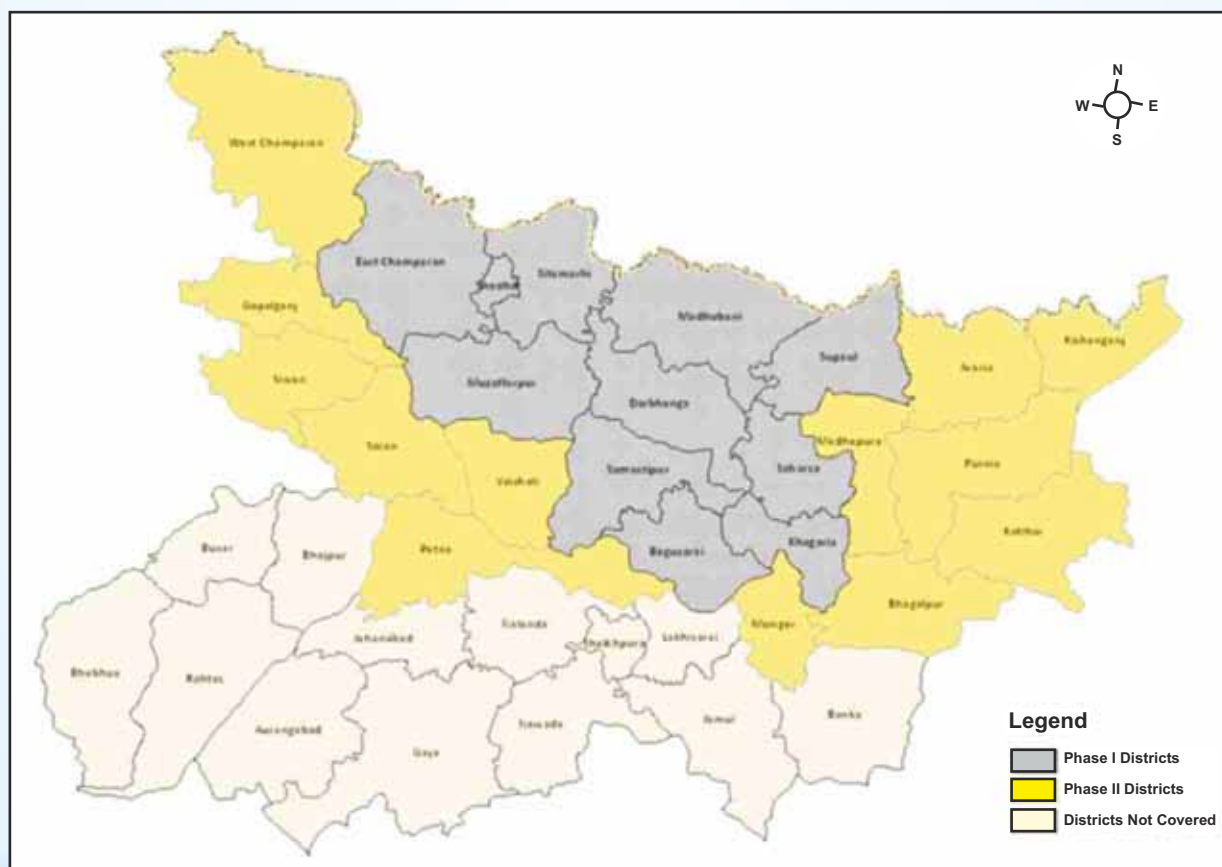 N
W E
S
West Champaran
East Champaran
Sitamarhi
Sheohar
Gopalganj
Madhubani
Supaul
Araria
Kishanganj
Siwan
Muzaffarpur
Darbhanga
Madhepura
Saran
Vaishali
Samastipur
Saharsa
Purnia
Katihar
Buxar
Bhojpur
Patna
Begusarai
Khagaria
Bhagalpur
Munger
Jehanabad
Nalanda
Sheikhpura
Lakhisarai
Bhabhua
Rohtas
Aurangabad
Gaya
Nawada
Jamui
Banka
Legend
Phase I Districts
Phase II Districts
Districts Not Covered